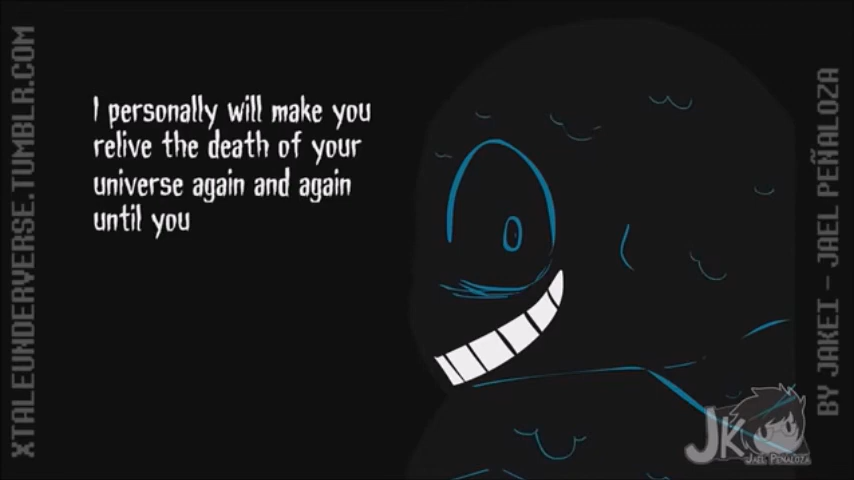 XTALEUNDERVERSE.TUMBLR.COM
I personally will make you
relive the death of your
universe again and again
until you
BY JAKEI - JAEL PEÑALOZA
JK
JAEL PEÑALOZA